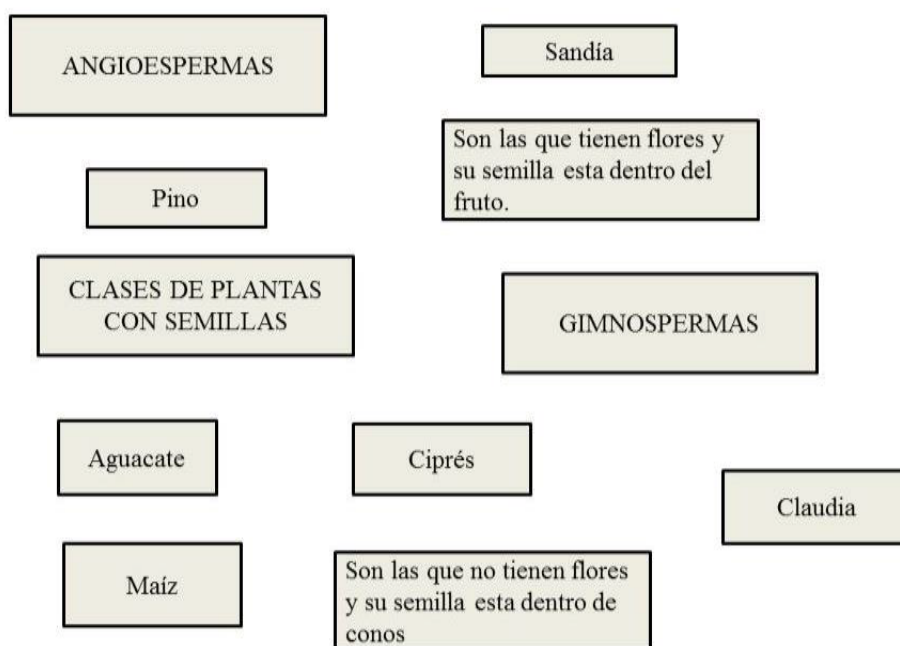 ANGIOESPERMAS
Sandía
Son las que tienen flores y
su semilla esta dentro del
fruto.
Pino
CLASES DE PLANTAS
CON SEMILLAS
GIMNOSPERMAS
Aguacate
Ciprés
Claudia
Maíz
Son las que no tienen flores
y su semilla esta dentro de
conos